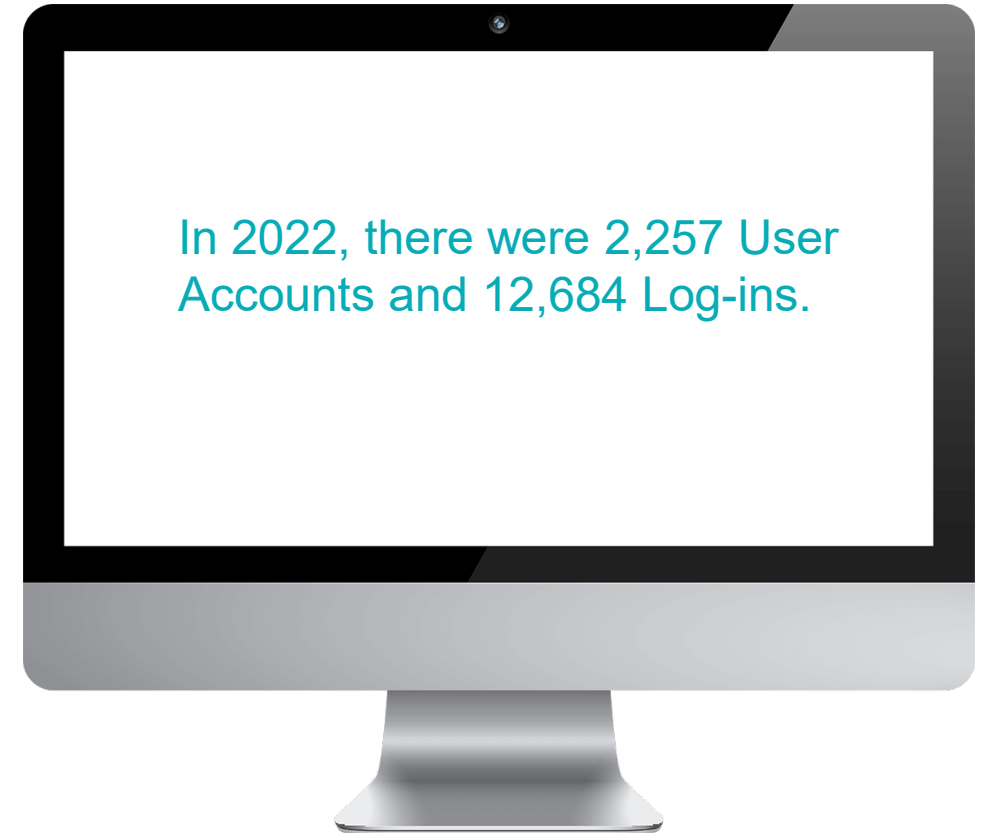 In 2022, there were 2,257 User
Accounts and 12,684 Log-ins.